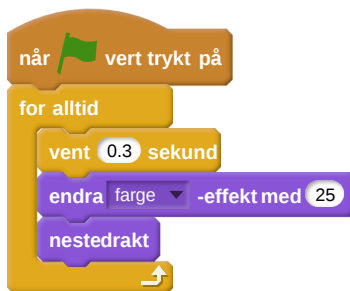 når vert trykt på
for alltid
vent 0.3 sekund
endra farge -effekt med 25
nestedrakt